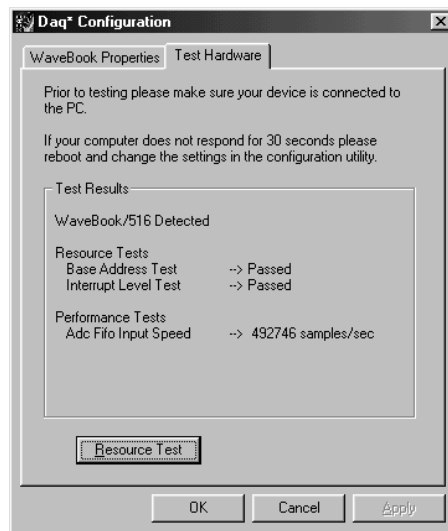 Daq* Configuration
WaveBook Properties
Test Hardware
Prior to testing please make sure your device is connected to
the PC.
If your computer does not respond for 30 seconds please
reboot and change the settings in the configuration utility.
Test Results
WaveBook/516 Detected
Resource Tests
Base Address Test --> Passed
Interrupt Level Test --> Passed
Performance Tests
Adc Fifo Input Speed --> 492746 samples/sec
Resource Test
OK
Cancel
Apply